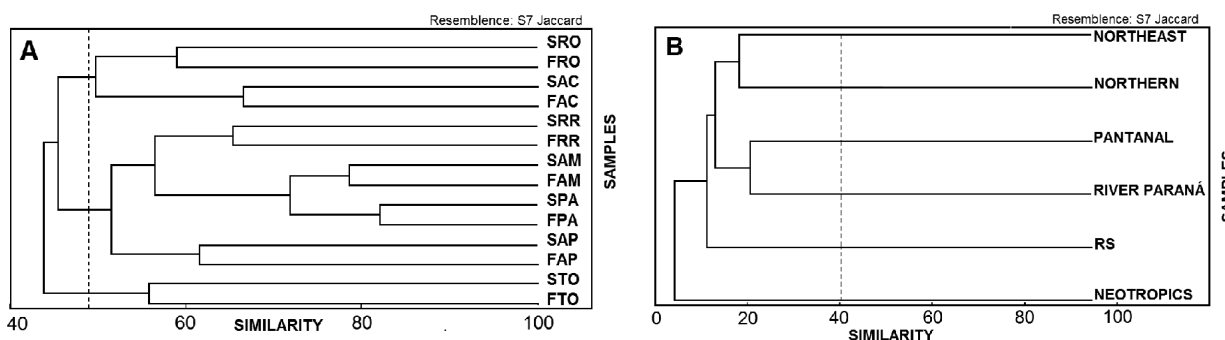 Resemblence: S7 Jaccard
A
SRO
FRO
SAC
FAC
SRR
FRR
SAM
FAM
SPA
FPA
SAP
FAP
STO
FTO
SAMPLES
40 60 80 100
SIMILARITY
Resemblence: S7 Jaccard
B
NORTHEAST
NORTHERN
PANTANAL
RIVER PARANÁ
RS
NEOTROPICS
SAMPLES
0 20 40 60 80 100
SIMILARITY